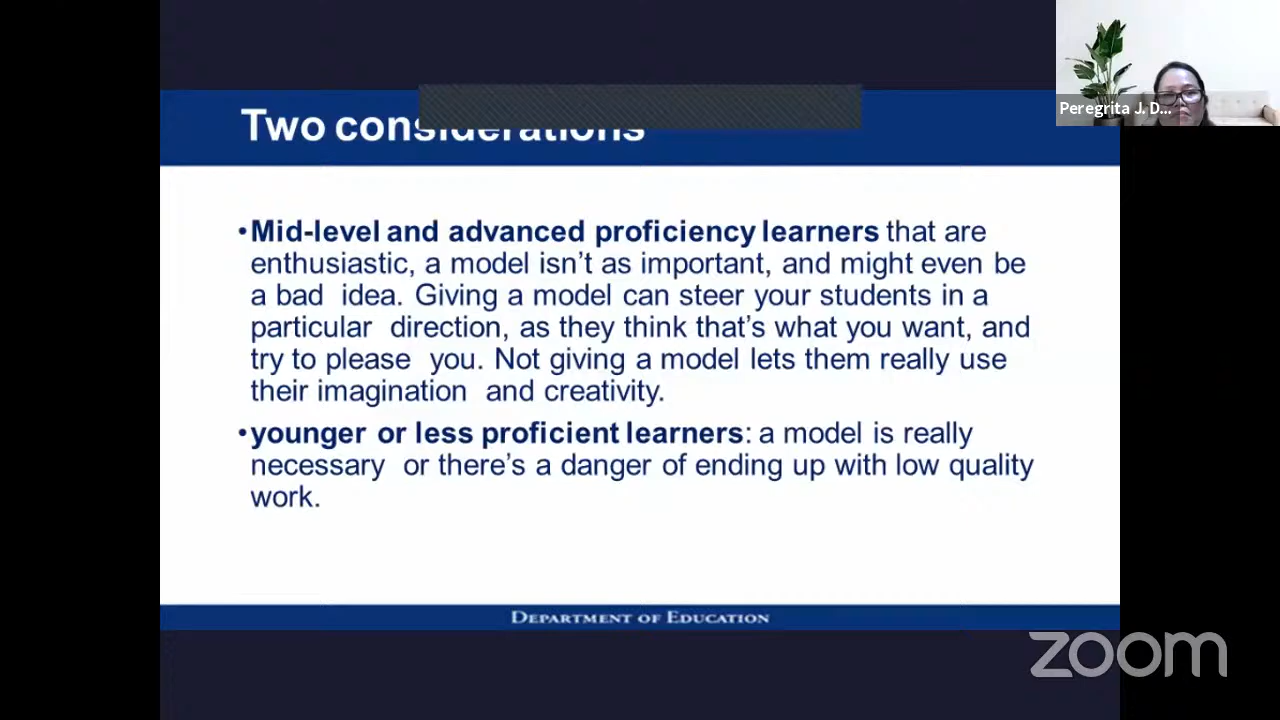 Two considerations
Peregrita J. D...
•Mid-level and advanced proficiency learners that are
enthusiastic, a model isn't as important, and might even be
a bad idea. Giving a model can steer your students in a
particular direction, as they think that's what you want, and
try to please you. Not giving a model lets them really use
their imagination and creativity.
•younger or less proficient learners: a model is really
necessary or there's a danger of ending up with low quality
work.
DEPARTMENT OF EDUCATION
zoom